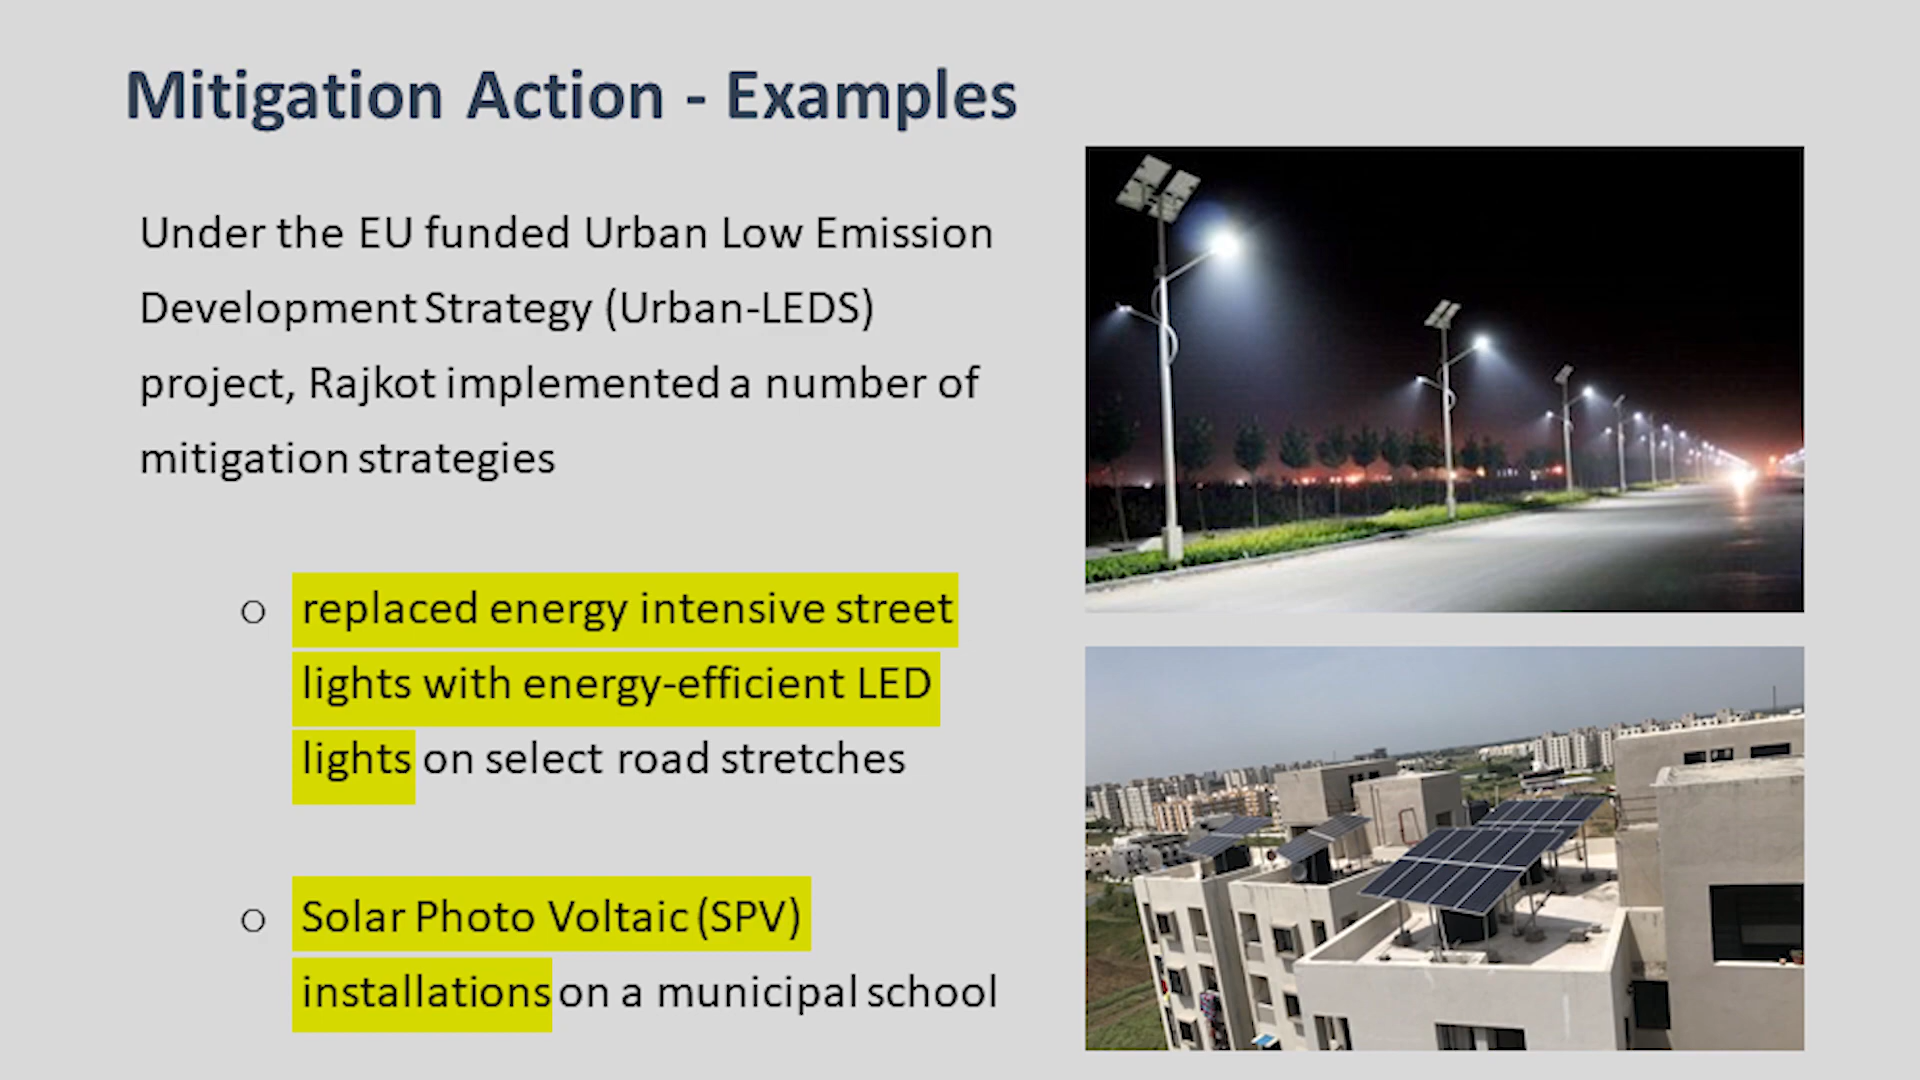 Mitigation Action - Examples
Under the EU funded Urban Low Emission
Development Strategy (Urban-LEDS)
project, Rajkot implemented a number of
mitigation strategies
o replaced energy intensive street
lights with energy-efficient LED
lights on select road stretches
o Solar Photo Voltaic (SPV)
installations on a municipal school